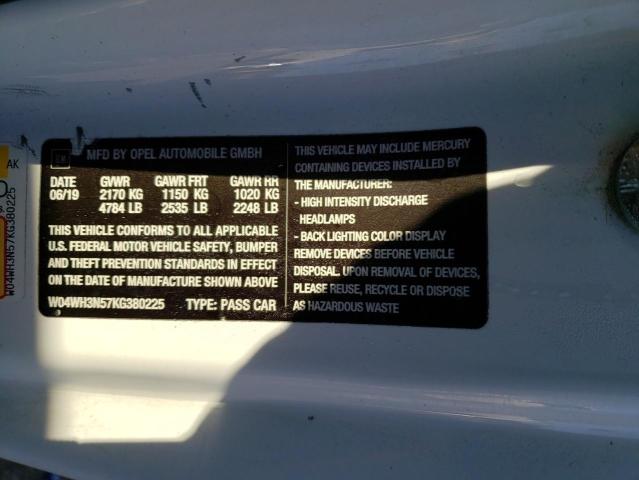 GM MFD BY OPEL AUTOMOBILE GMBH
DATE GVWR GAWR FRT GAWR RR
06/19 2170 KG 1150 KG 1020 KG
4784 LB 2535 LB 2248 LB
THIS VEHICLE CONFORMS TO ALL APPLICABLE
U.S. FEDERAL MOTOR VEHICLE SAFETY, BUMPER
AND THEFT PREVENTION STANDARDS IN EFFECT
ON THE DATE OF MANUFACTURE SHOWN ABOVE
W04WH3N57KG380225 TYPE: PASS CAR
THIS VEHICLE MAY INCLUDE MERCURY
CONTAINING DEVICES INSTALLED BY
THE MANUFACTURER:
- HIGH INTENSITY DISCHARGE
HEADLAMPS
- BACK LIGHTING COLOR DISPLAY
REMOVE DEVICES BEFORE VEHICLE
DISPOSAL. UPON REMOVAL OF DEVICES,
PLEASE REUSE, RECYCLE OR DISPOSE
AS HAZARDOUS WASTE
AK
W04WH3N57KG380225